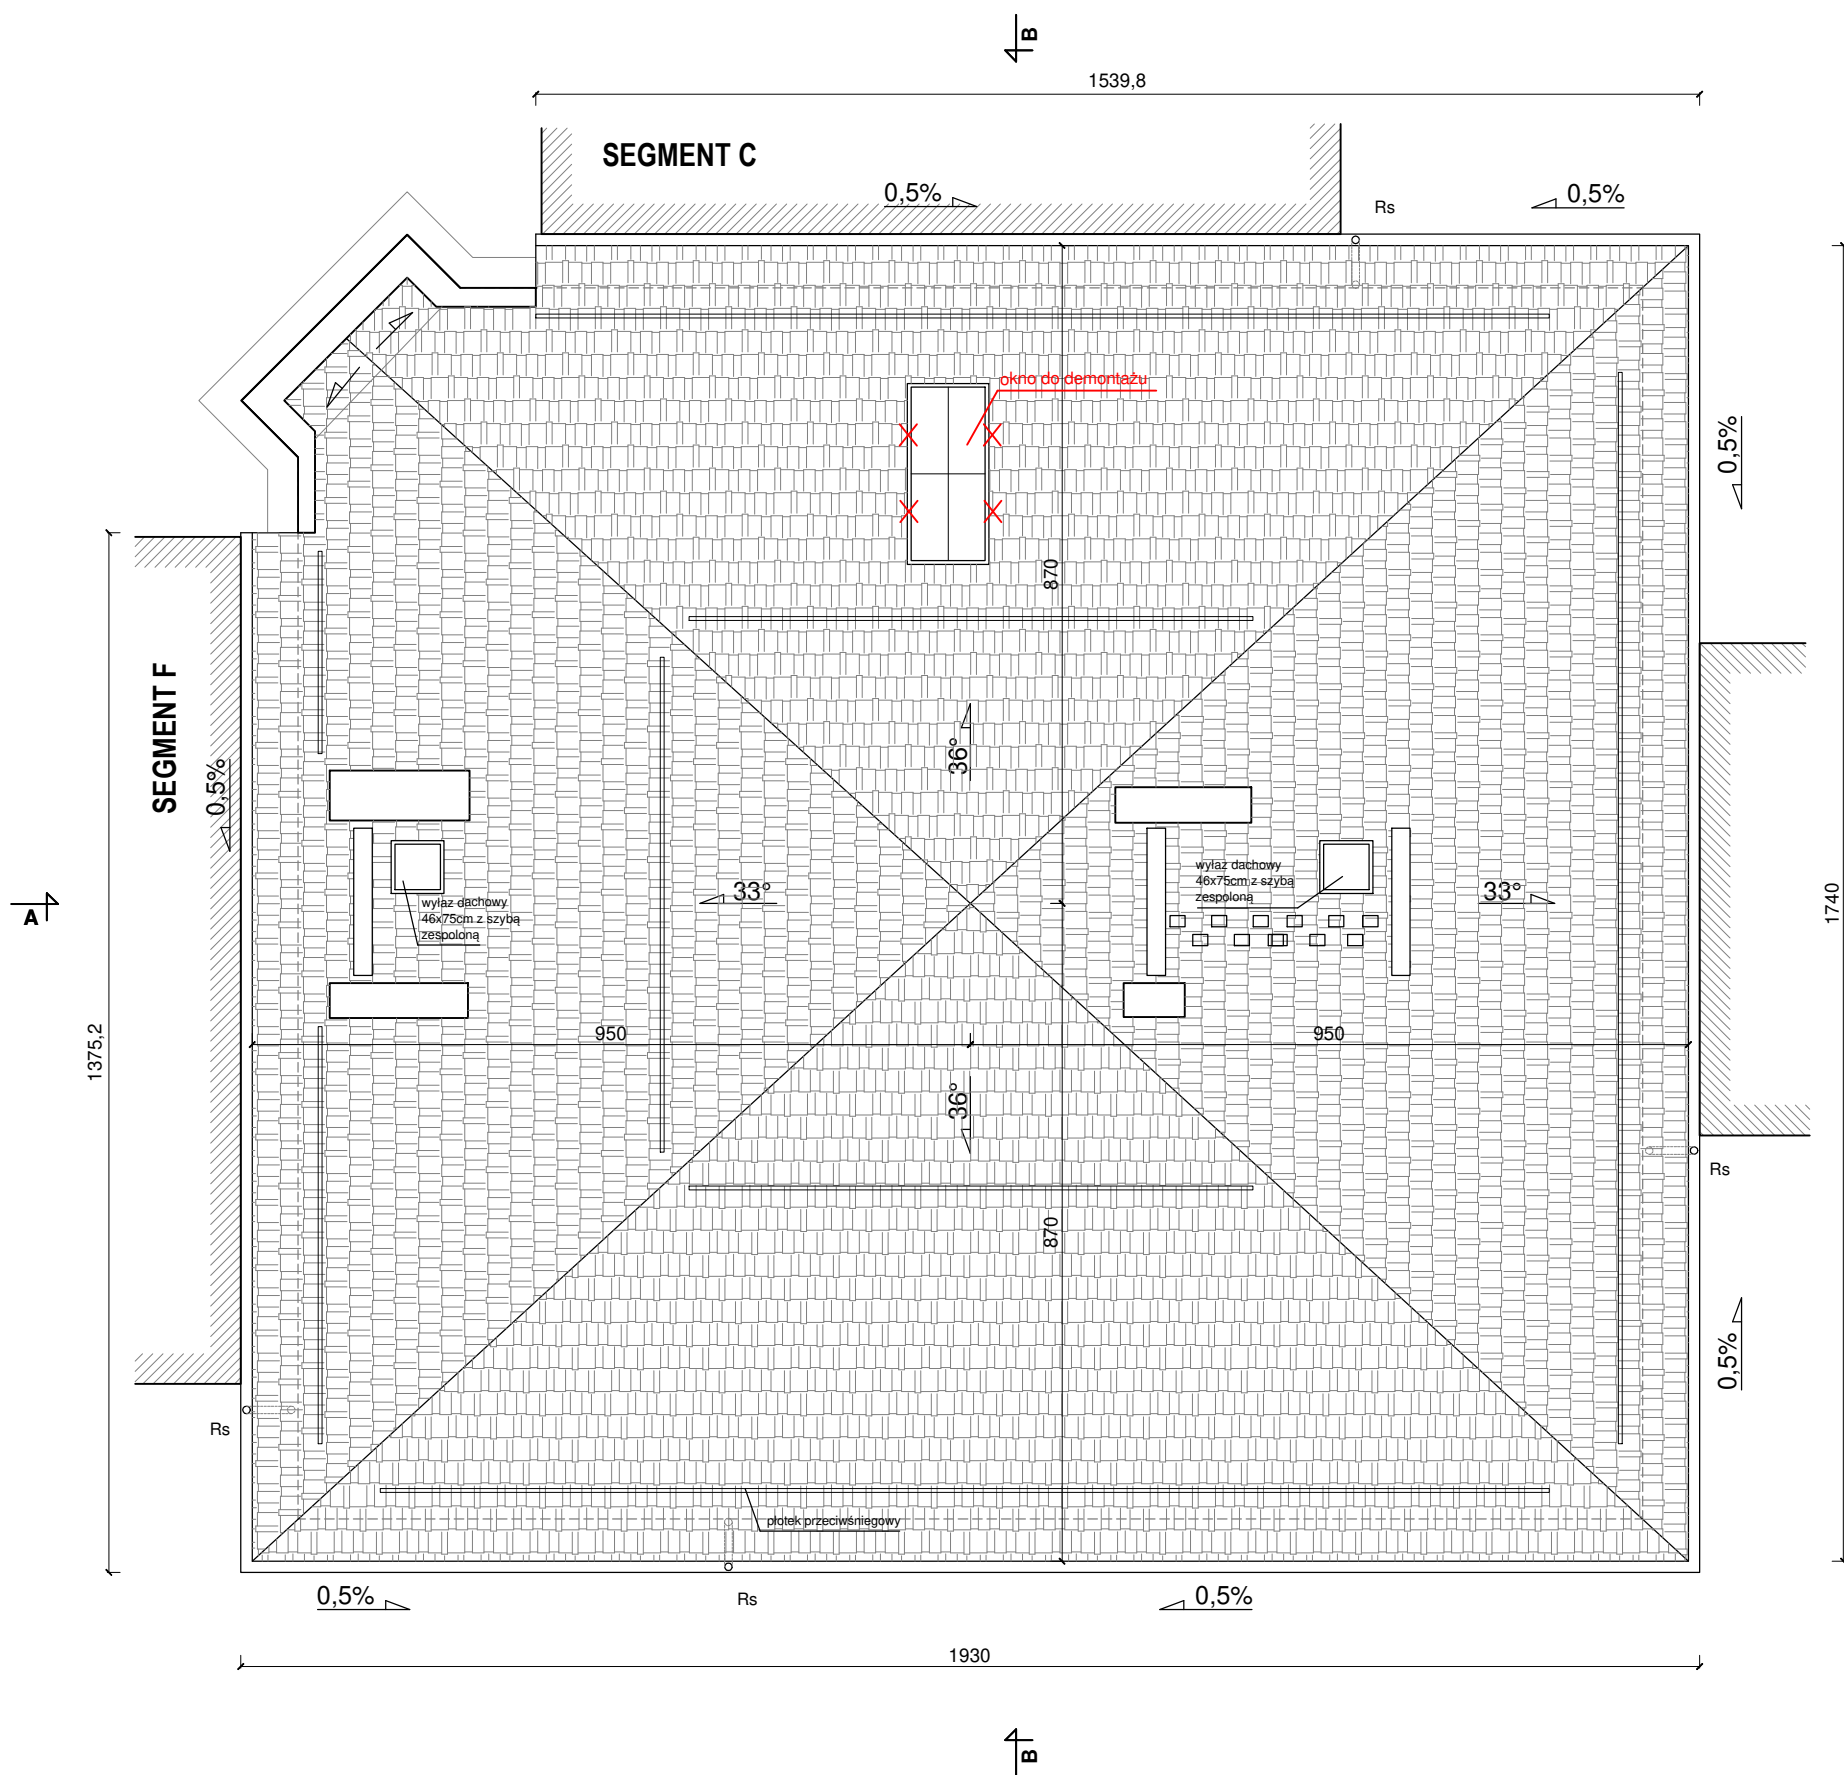 B
1539,8
SEGMENT C
0,5%
0,5%
Rs
okno do demontażu
0,5%
870
SEGMENT F
0,5%
36°
wyłaz dachowy
46x75cm z szybą
zespoloną
33°
wyłaz dachowy
46x75cm z szybą
zespoloną
33°
A
1740
950
950
1375,2
36°
Rs
870
0,5%
Rs
płotek przeciwśniegowy
0,5%
Rs
0,5%
1930
B